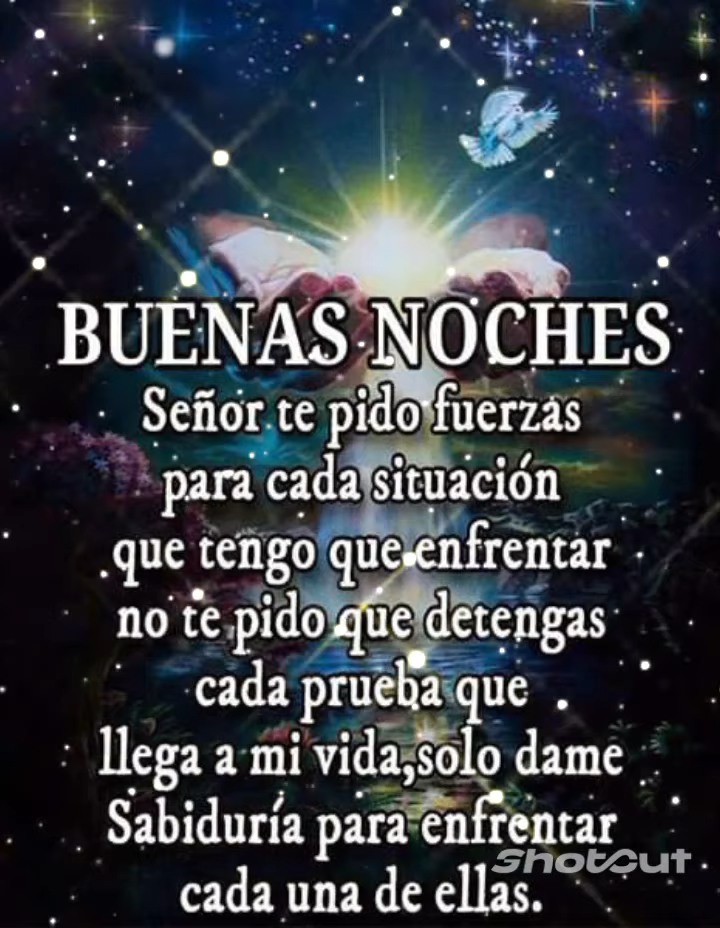 BUENAS NOCHES
Señor te pido fuerzas
para cada situación
que tengo que enfrentar
no te pido que detengas
cada prueba que
llega a mi vida,solo dame
Sabiduría para enfrentar
ShotCut
cada una de ellas.